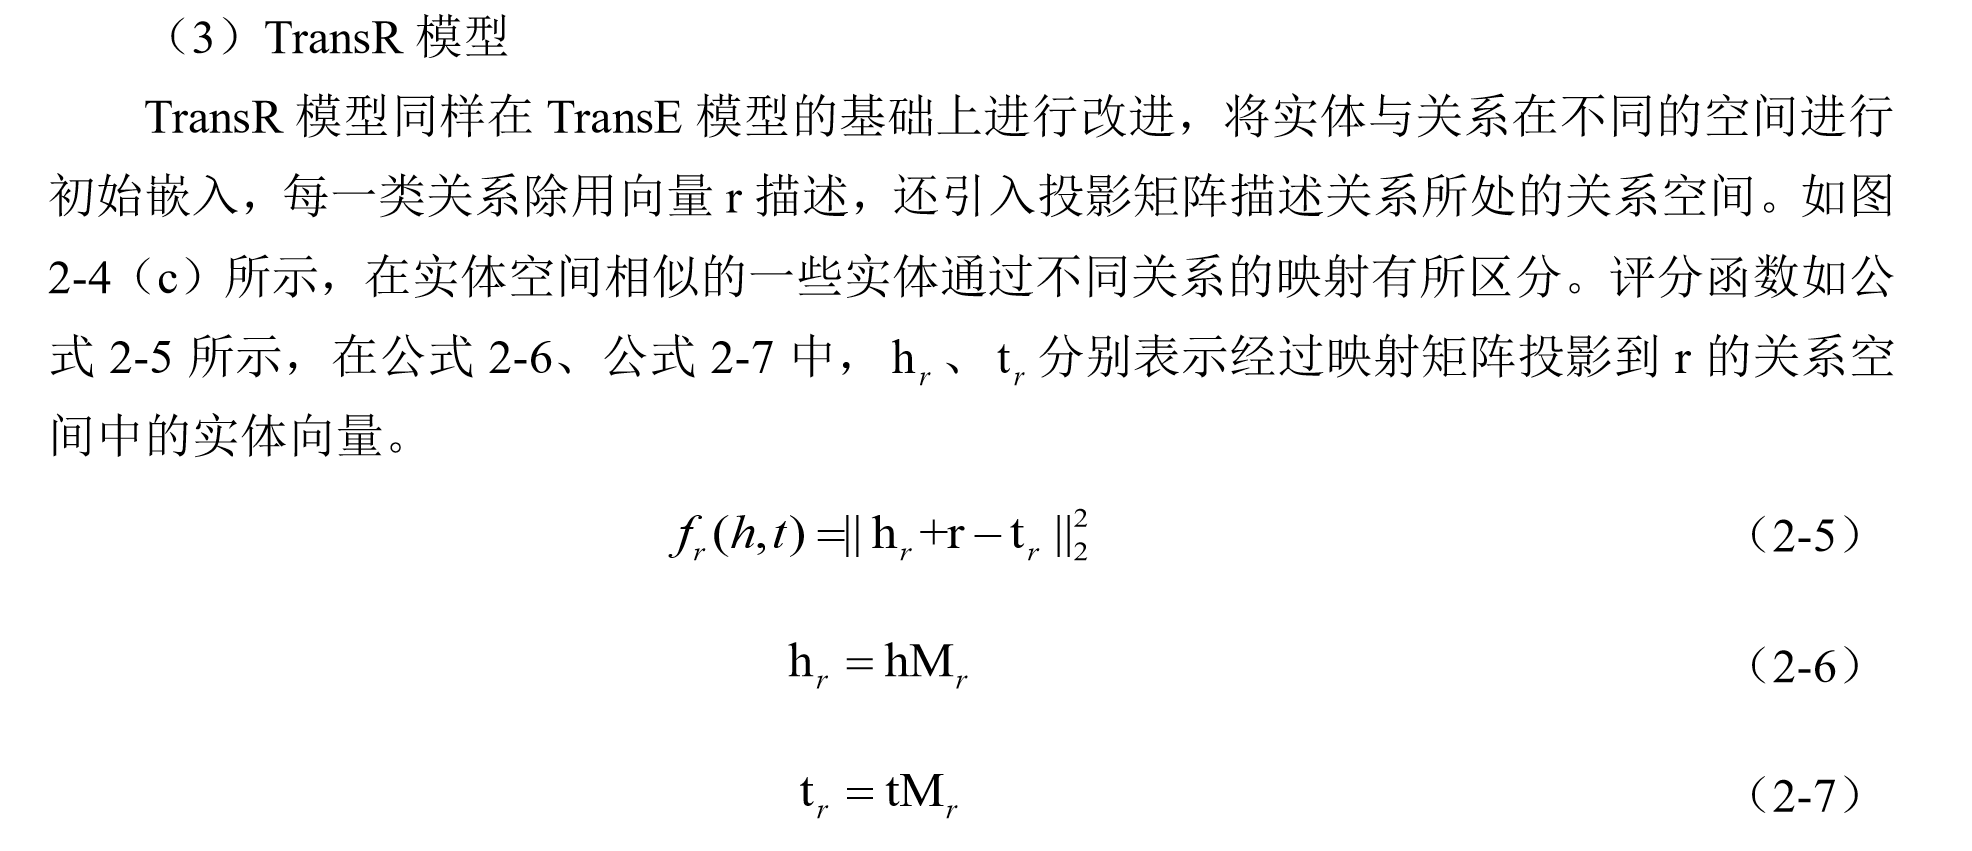 （3）TransR 模型
TransR 模型同样在 TransE 模型的基础上进行改进，将实体与关系在不同的空间进行
初始嵌入，每一类关系除用向量 r 描述，还引入投影矩阵描述关系所处的关系空间。如图
2-4（c）所示，在实体空间相似的一些实体通过不同关系的映射有所区分。评分函数如公
式 2-5 所示，在公式 2-6、公式 2-7 中， h_r 、 t_r 分别表示经过映射矩阵投影到 r 的关系空
间中的实体向量。
f_r(h,t)=|| h_r+r−t_r ||_2^2 （2-5）
h_r = hM_r （2-6）
t_r = tM_r （2-7）